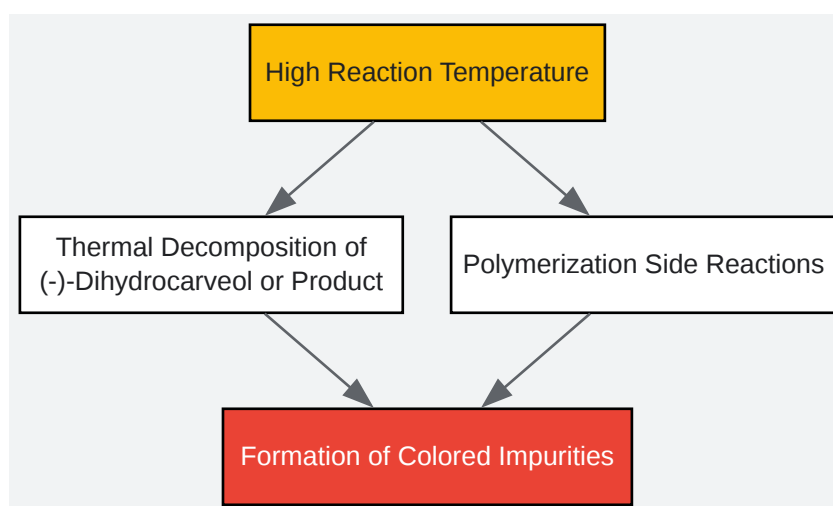 High Reaction Temperature
Thermal Decomposition of
(-)-Dihydrocarveol or Product
Polymerization Side Reactions
Formation of Colored Impurities